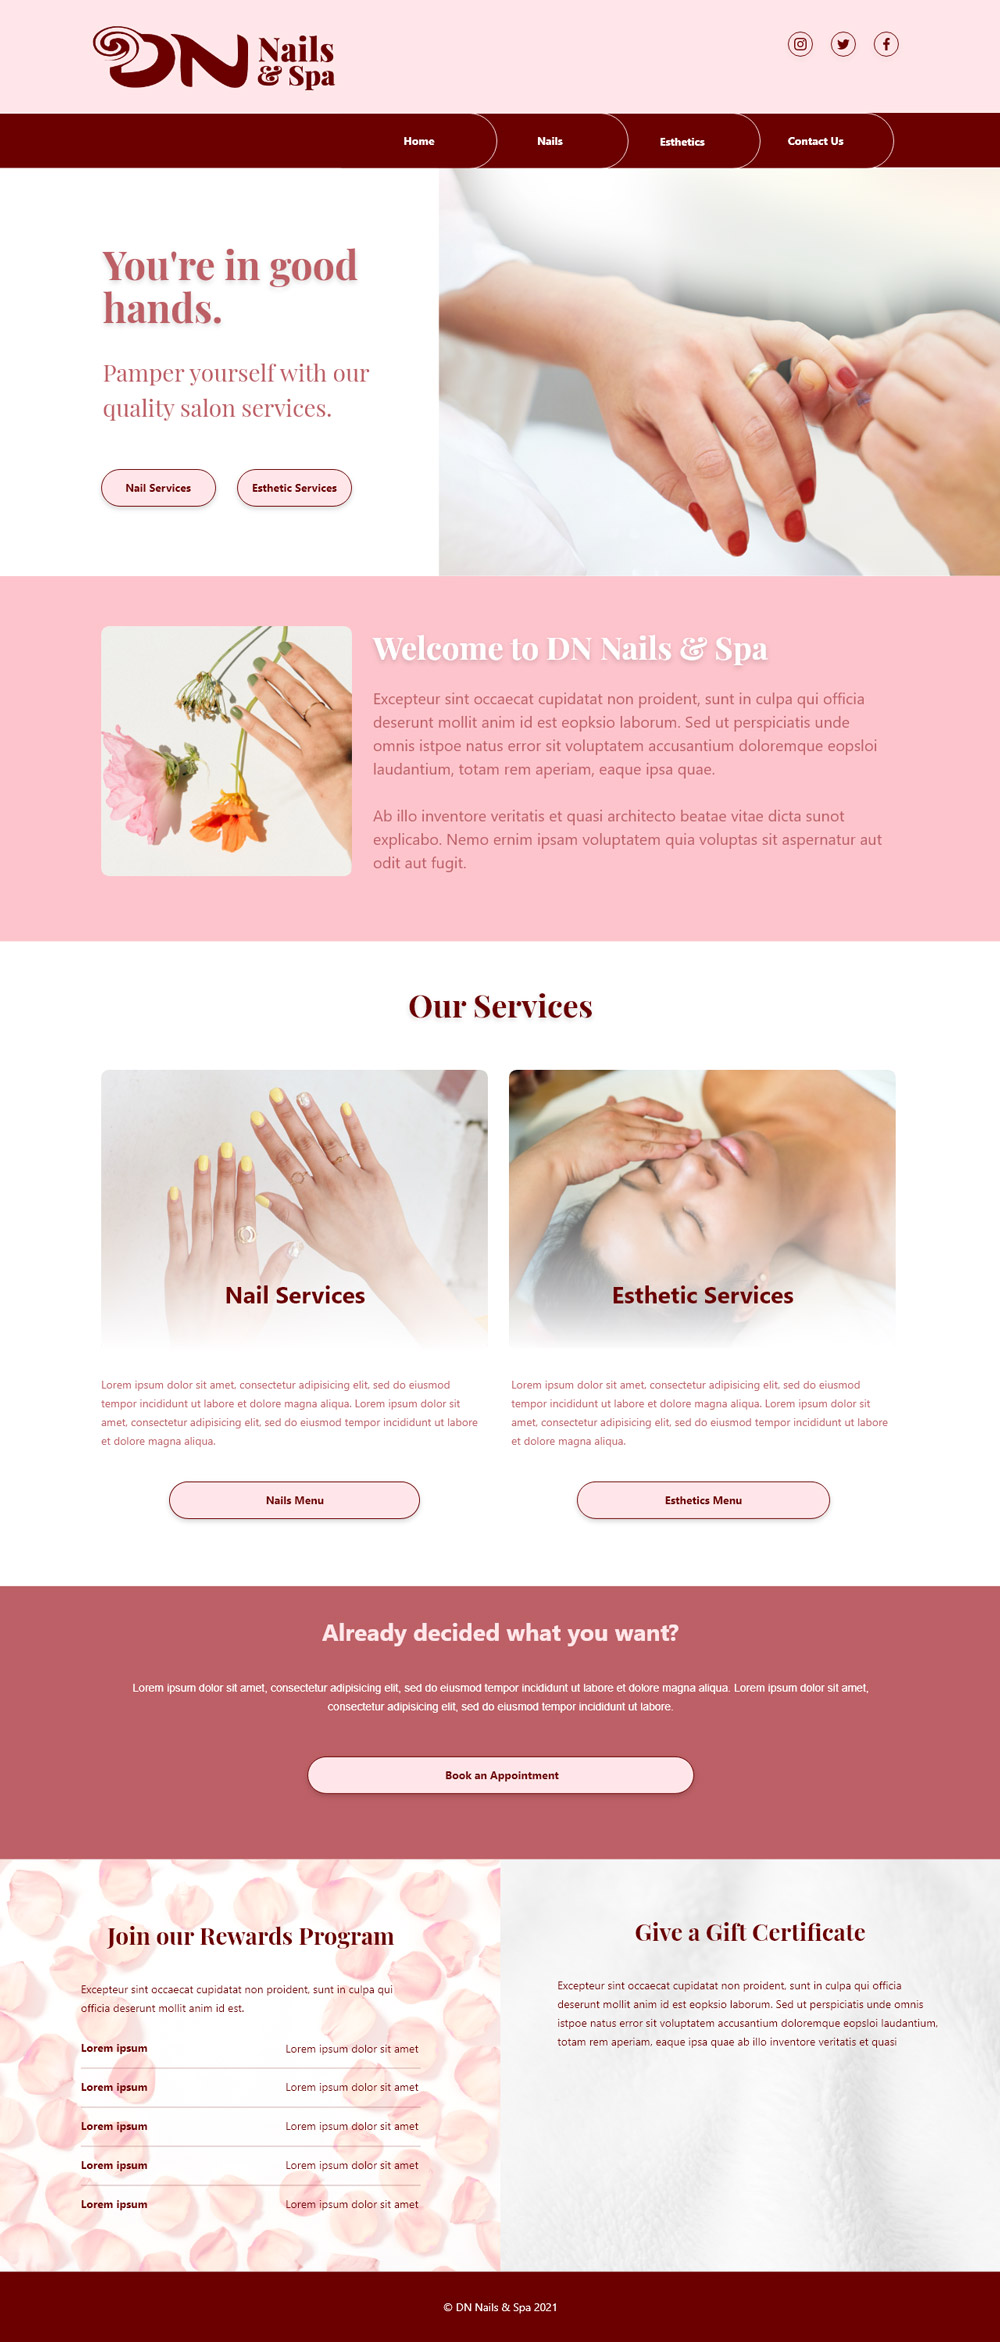 DN Nails
& Spa
Home
Nails
Esthetics
Contact Us
You're in good
hands.
Pamper yourself with our
quality salon services.
Nail Services
Esthetic Services
Welcome to DN Nails & Spa
Excepteur sint occaecat cupidatat non proident, sunt in culpa qui officia
deserunt mollit anim id est eopksio laborum. Sed ut perspiciatis unde
omnis istpoe natus error sit voluptatem accusantium doloremque eopsloi
laudantium, totam rem aperiam, eaque ipsa quae.
Ab illo inventore veritatis et quasi architecto beatae vitae dicta sunot
explicabo. Nemo ernim ipsam voluptatem quia voluptas sit aspernatur aut
odit aut fugit.
Our Services
Nail Services
Lorem ipsum dolor sit amet, consectetur adipisicing elit, sed do eiusmod
tempor incididunt ut labore et dolore magna aliqua. Lorem ipsum dolor sit
amet, consectetur adipisicing elit, sed do eiusmod tempor incididunt ut labore
et dolore magna aliqua.
Nails Menu
Esthetic Services
Lorem ipsum dolor sit amet, consectetur adipisicing elit, sed do eiusmod
tempor incididunt ut labore et dolore magna aliqua. Lorem ipsum dolor sit
amet, consectetur adipisicing elit, sed do eiusmod tempor incididunt ut labore
et dolore magna aliqua.
Esthetics Menu
Already decided what you want?
Lorem ipsum dolor sit amet, consectetur adipisicing elit, sed do eiusmod tempor incididunt ut labore et dolore magna aliqua. Lorem ipsum dolor sit amet,
consectetur adipisicing elit, sed do eiusmod tempor incididunt ut labore.
Book an Appointment
Join our Rewards Program
Excepteur sint occaecat cupidatat non proident, sunt in culpa qui
officia deserunt mollit anim id est.
Lorem ipsum Lorem ipsum dolor sit amet
Lorem ipsum Lorem ipsum dolor sit amet
Lorem ipsum Lorem ipsum dolor sit amet
Lorem ipsum Lorem ipsum dolor sit amet
Lorem ipsum Lorem ipsum dolor sit amet
Give a Gift Certificate
Excepteur sint occaecat cupidatat non proident, sunt in culpa qui officia
deserunt mollit anim id est eopksio laborum. Sed ut perspiciatis unde omnis
istpoe natus error sit voluptatem accusantium doloremque eopsloi laudantium,
totam rem aperiam, eaque ipsa quae ab illo inventore veritatis et quasi
© DN Nails & Spa 2021